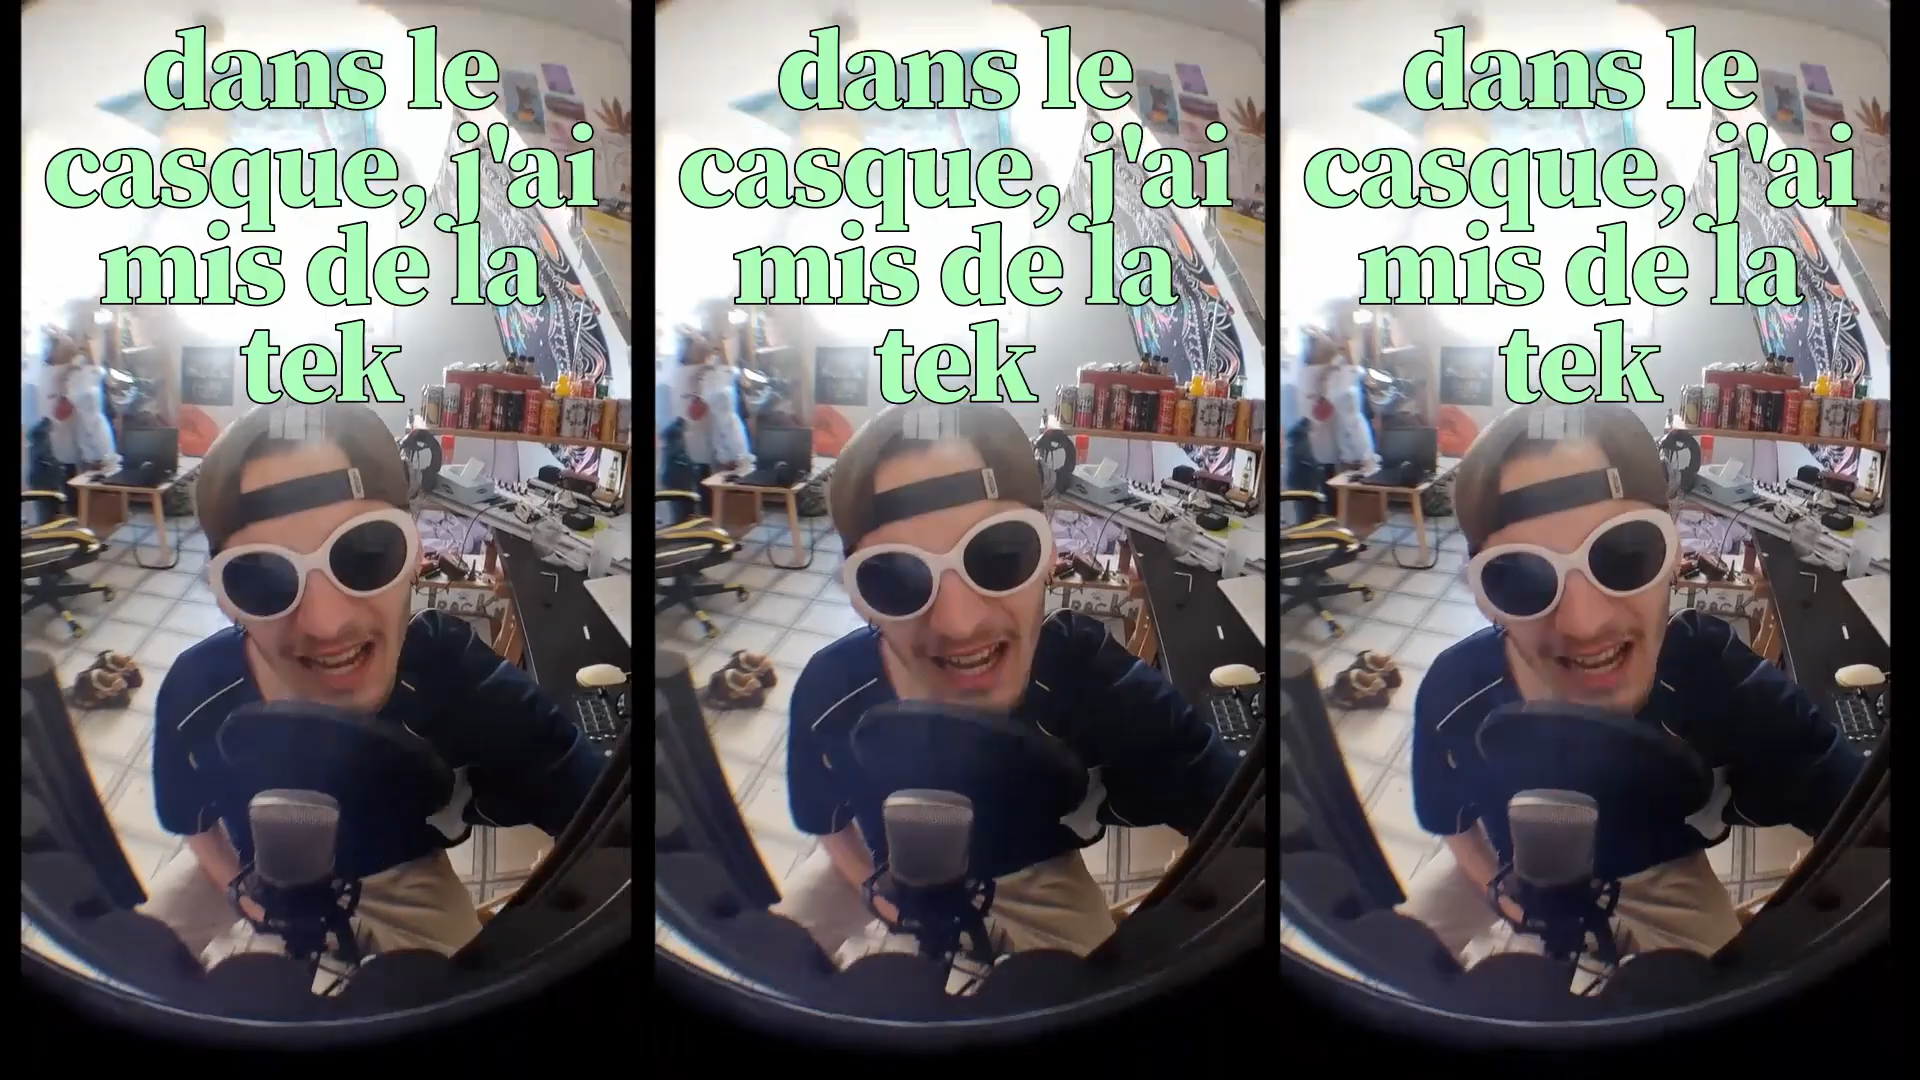 dans le
casque, j'ai
mis de la
tek
dans le
casque, j'ai
mis de la
tek
dans le
casque, j'ai
mis de la
tek